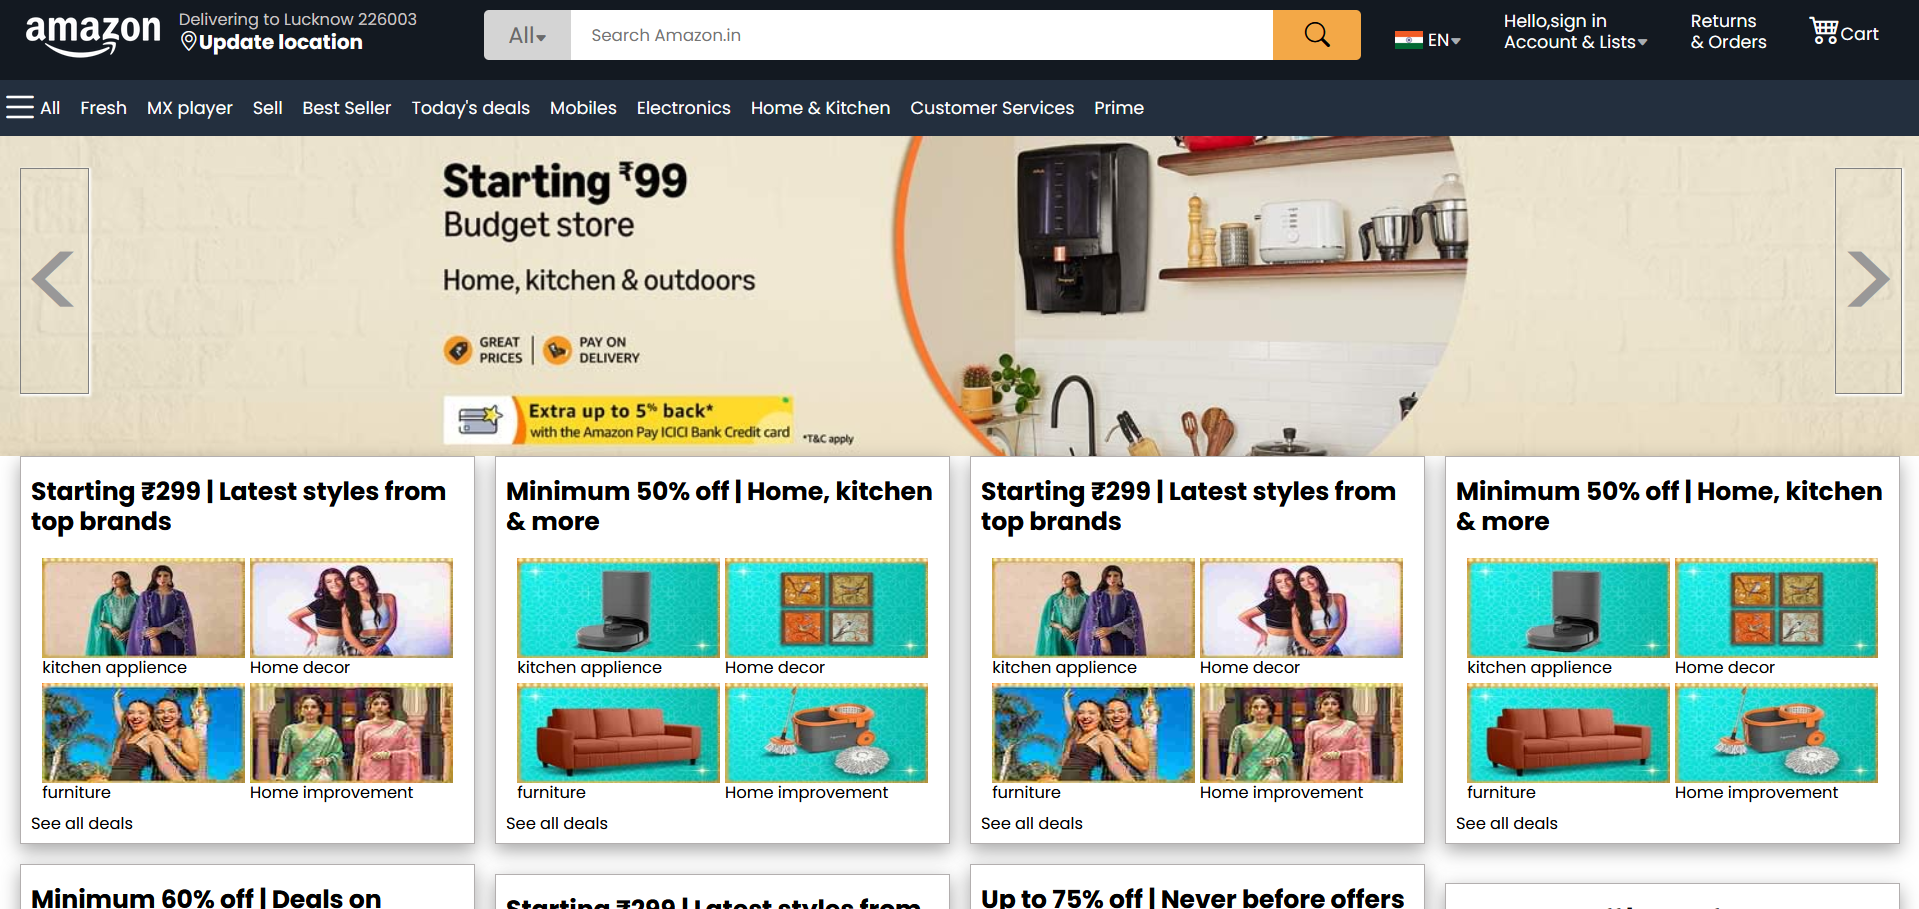 amazon
Delivering to Lucknow 226003
Update location
All
Search Amazon.in
EN
Hello,sign in
Account & Lists
Returns
& Orders
Cart
All Fresh MX player Sell Best Seller Today's deals Mobiles Electronics Home & Kitchen Customer Services Prime
Starting ₹99
Budget store
Home, kitchen & outdoors
GREAT
PRICES
PAY ON
DELIVERY
Extra up to 5% back*
with the Amazon Pay ICICI Bank Credit card
*T&C apply
Starting ₹299 | Latest styles from
top brands
kitchen applience
Home decor
furniture
Home improvement
See all deals
Minimum 50% off | Home, kitchen
& more
kitchen applience
Home decor
furniture
Home improvement
See all deals
Starting ₹299 | Latest styles from
top brands
kitchen applience
Home decor
furniture
Home improvement
See all deals
Minimum 50% off | Home, kitchen
& more
kitchen applience
Home decor
furniture
Home improvement
See all deals
Minimum 60% off | Deals on
Starting ₹299 | Latest styles from
Up to 75% off | Never before offers